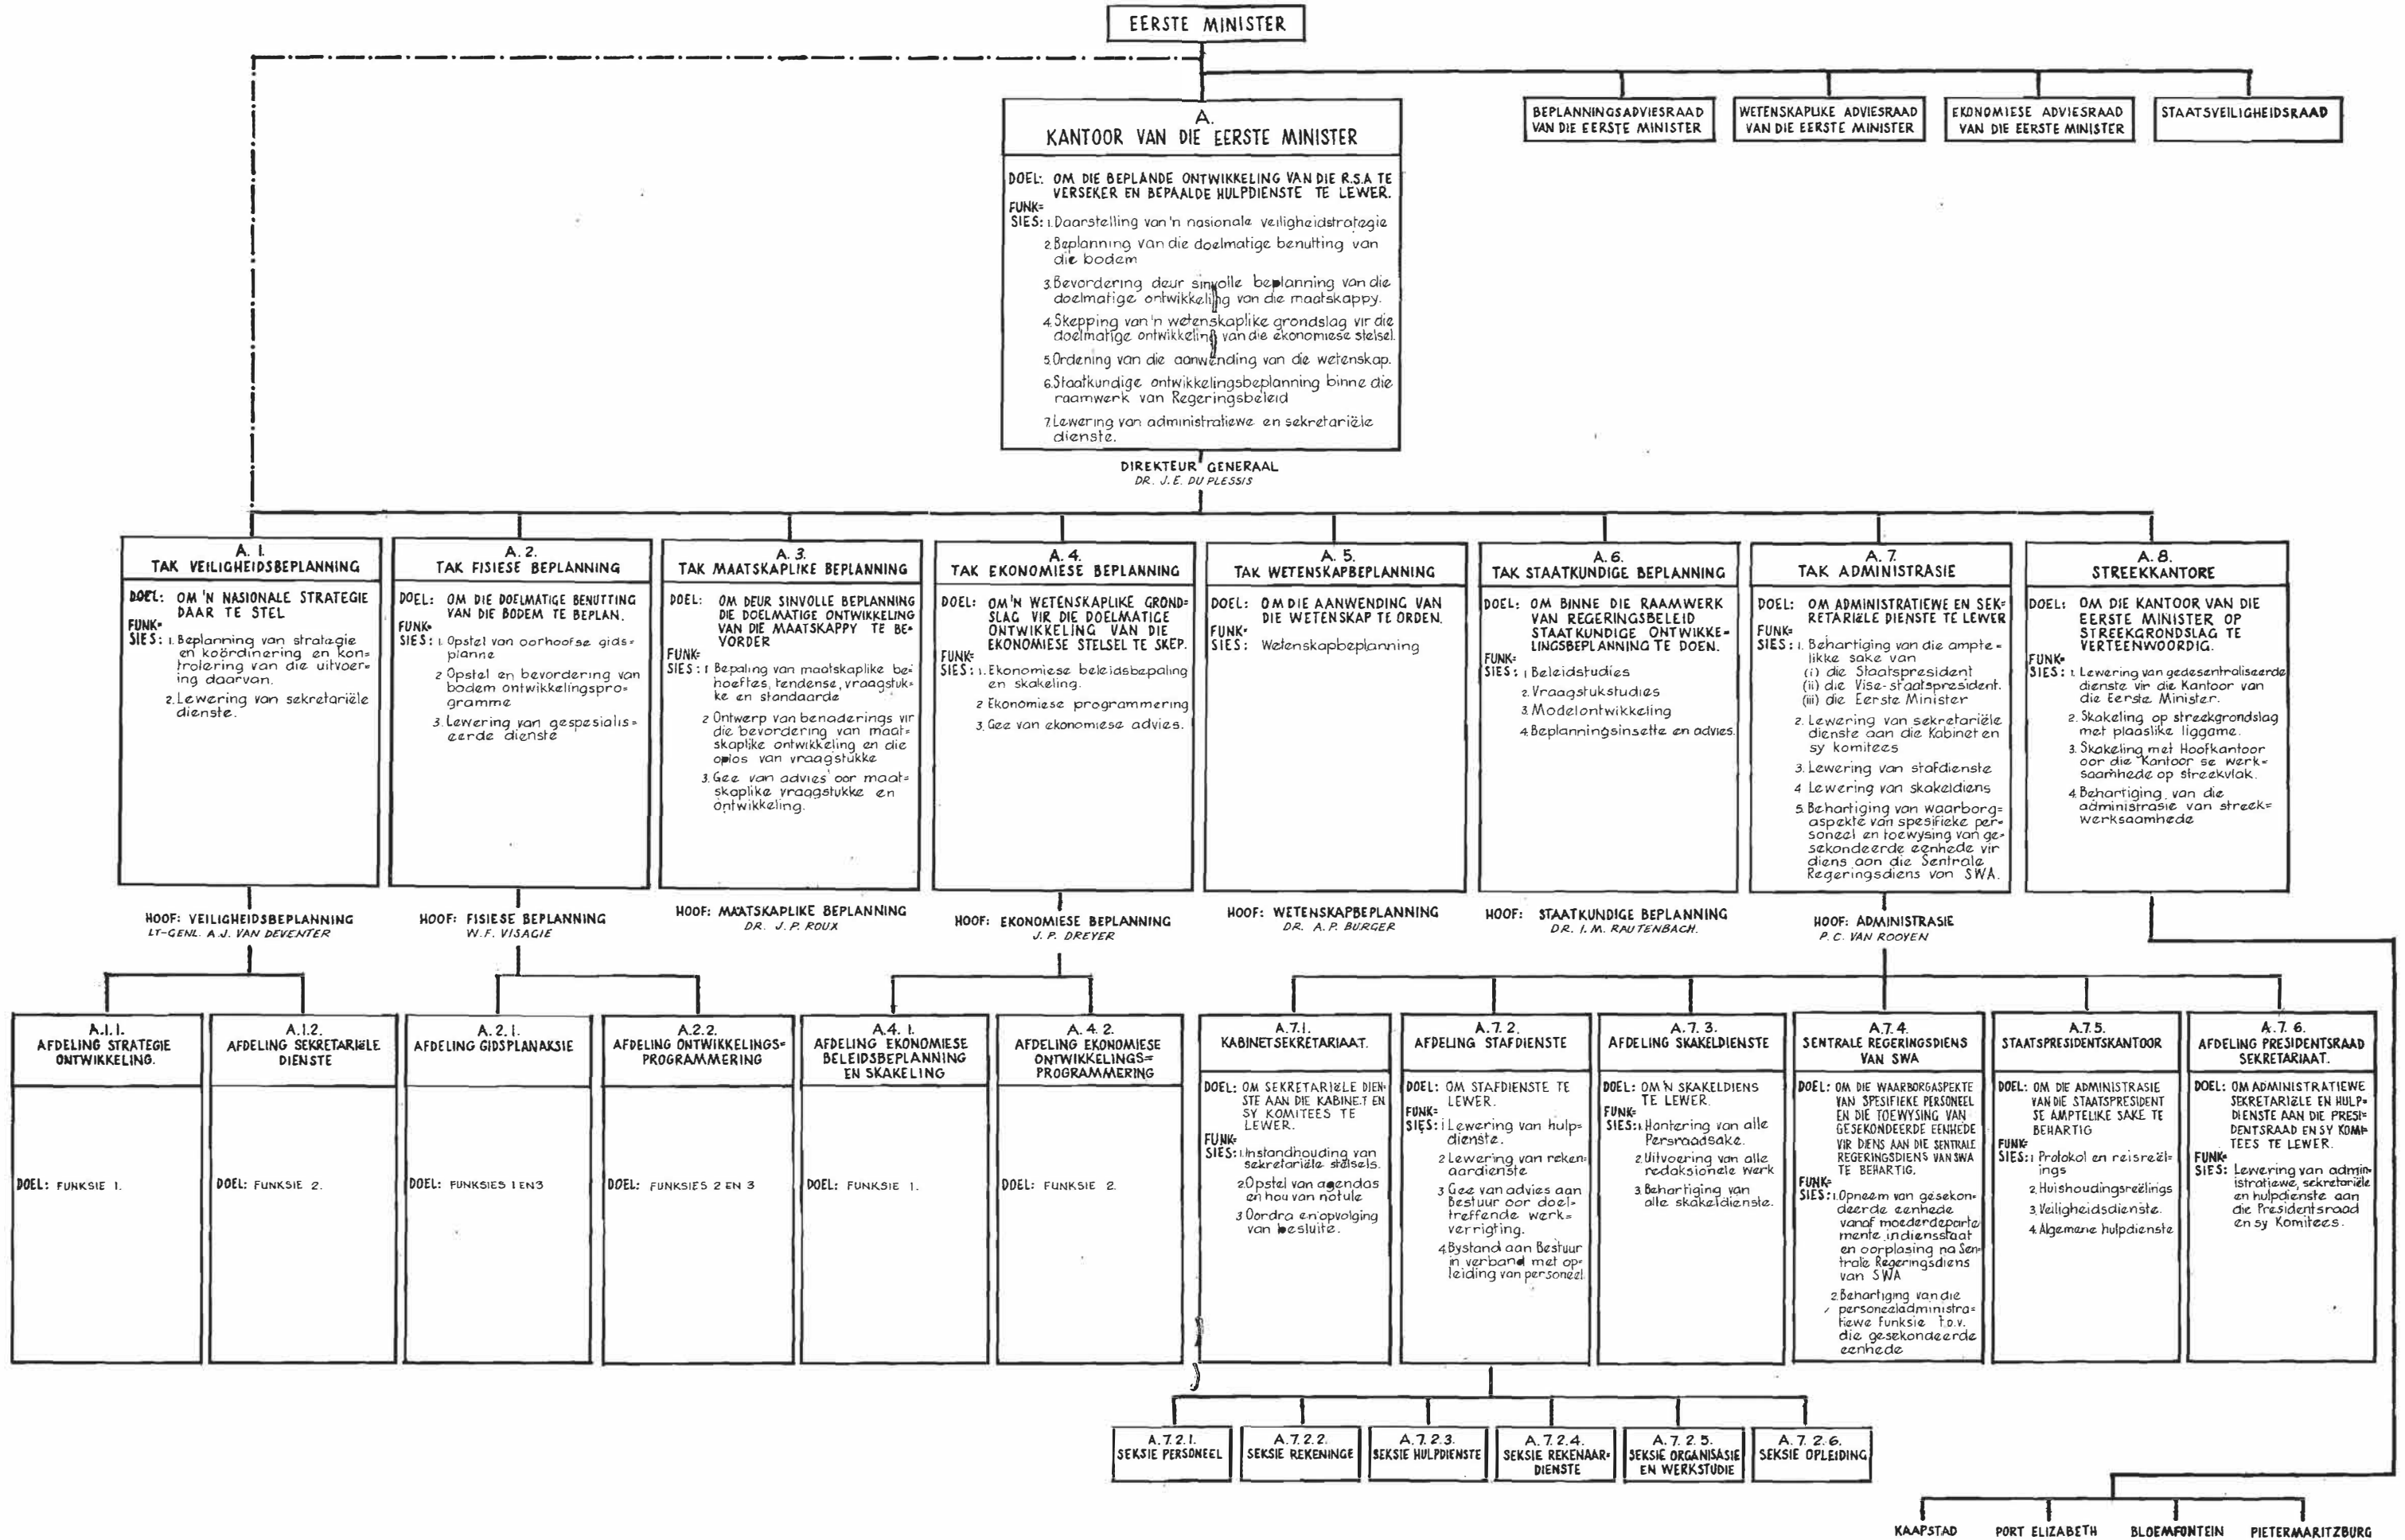 EERSTE MINISTER
BEPLANNINGSADVIESRAAD
VAN DIE EERSTE MINISTER
WETENSKAPLIKE ADVIESRAAD
VAN DIE EERSTE MINISTER
EKONOMIESE ADVIESRAAD
VAN DIE EERSTE MINISTER
STAATSVEILIGHEIDSRAAD
A.
KANTOOR VAN DIE EERSTE MINISTER
DOEL: OM DIE BEPLANDE ONTWIKKELING VAN DIE R.S.A TE
VERSEKER EN BEPAALDE HULPDIENSTE TE LEWER.
FUNK=
SIES: 1. Daarstelling van 'n nasionale veiligheidstrategie
2. Beplanning van die doelmatige benutting van
die bodem
3. Bevordering deur sinvolle beplanning van die
doelmatige ontwikkeling van die maatskappy.
4. Skepping van 'n wetenskaplike grondslag vir die
doelmatige ontwikkeling van die ekonomiese stelsel.
5. Ordening van die aanwending van die wetenskap.
6. Staatkundige ontwikkelingsbeplanning binne die
raamwerk van Regeringsbeleid
7. Lewering van administratiewe en sekretariële
dienste.
DIREKTEUR GENERAAL
DR. J.E. DU PLESSIS
A. 1.
TAK VEILIGHEIDSBEPLANNING
DOEL: OM 'N NASIONALE STRATEGIE
DAAR TE STEL
FUNK=
SIES: 1. Beplanning van strategie
en koördinering en kon=
trolering van die uitvoer=
ing daarvan.
2. Lewering van sekretariële
dienste.
HOOF: VEILIGHEIDSBEPLANNING
LT-GENL. A.J. VAN DEVENTER
A. 2.
TAK FISIESE BEPLANNING
DOEL: OM DIE DOELMATIGE BENUTTING
VAN DIE BODEM TE BEPLAN.
FUNK=
SIES: 1. Opstel van oorhoofse gids=
planne
2 Opstel en bevordering van
bodem ontwikkelingspro=
gramme
3. Lewering van gespesialis=
eerde dienste
HOOF: FISIESE BEPLANNING
W.F. VISAGIE
A. 3.
TAK MAATSKAPLIKE BEPLANNING
DOEL: OM DEUR SINVOLLE BEPLANNING
DIE DOELMATIGE ONTWIKKELING
VAN DIE MAATSKAPPY TE BE=
VORDER
FUNK=
SIES: 1 Bepaling van maatskaplike be=
hoeftes, tendense, vraagstuk=
ke en standaarde
2 Ontwerp van benaderings vir
die bevordering van maat=
skaplike ontwikkeling en die
oplos van vraagstukke
3. Gee van advies oor maat=
skaplike vraagstukke en
ontwikkeling.
HOOF: MAATSKAPLIKE BEPLANNING
DR. J.P. ROUX
A. 4.
TAK EKONOMIESE BEPLANNING
DOEL: OM 'N WETENSKAPLIKE GROND=
SLAG VIR DIE DOELMATIGE
ONTWIKKELING VAN DIE
EKONOMIESE STELSEL TE SKEP.
FUNK=
SIES: 1. Ekonomiese beleidsbepaling
en skakeling.
2 Ekonomiese programmering
3. Gee van ekonomiese advies.
HOOF: EKONOMIESE BEPLANNING
J. P. DREYER
A. 5.
TAK WETENSKAPBEPLANNING
DOEL: OM DIE AANWENDING VAN
DIE WETENSKAP TE ORDEN.
FUNK=
SIES: Wetenskapbeplanning
HOOF: WETENSKAPBEPLANNING
DR. A.P. BURGER
A. 6.
TAK STAATKUNDIGE BEPLANNING
DOEL: OM BINNE DIE RAAMWERK
VAN REGERINGSBELEID
STAATKUNDIGE ONTWIKKE=
LINGSBEPLANNING TE DOEN.
FUNK=
SIES: 1 Beleidstudies
2. Vraagstukstudies
3. Modelontwikkeling
4. Beplanningsinsette en advies.
HOOF: STAATKUNDIGE BEPLANNING
DR. I.M. RAUTENBACH.
A. 7.
TAK ADMINISTRASIE
DOEL: OM ADMINISTRATIEWE EN SEK=
RETARIËLE DIENSTE TE LEWER
FUNK=
SIES: 1. Behartiging van die ampte=
likke sake van
(i) die Staatspresident
(ii) die Vise-staatspresident.
(iii) die Eerste Minister
2. Lewering van sekretariële
dienste aan die Kabinet en
sy komitees
3. Lewering van stafdienste
4 Lewering van skakeldiens
5. Behartiging van waarborg=
aspekte van spesifieke per=
soneel en toewysing van ge=
sekondeerde eenhede vir
diens aan die Sentrale
Regeringsdiens van SWA.
HOOF: ADMINISTRASIE
P.C. VAN ROOYEN
A. 8.
STREEKKANTORE
DOEL: OM DIE KANTOOR VAN DIE
EERSTE MINISTER OP
STREEKGRONDSLAG TE
VERTEENWOORDIG.
FUNK=
SIES: 1. Lewering van gedesentraliseerde
dienste vir die Kantoor van
die Eerste Minister.
2. Skakeling op streekgrondslag
met plaaslike liggame.
3. Skakeling met Hoofkantoor
oor die Kantoor se werk=
saamhede op streekvlak.
4. Behartiging van die
administrasie van streek=
werksaamhede
A.1.1.
AFDELING STRATEGIE
ONTWIKKELING.
DOEL: FUNKSIE 1.
A.1.2.
AFDELING SEKRETARIËLE
DIENSTE
DOEL: FUNKSIE 2.
A.2.1.
AFDELING GIDSPLANAKSIE
DOEL: FUNKSIES 1 EN 3
A.2.2.
AFDELING ONTWIKKELINGS=
PROGRAMMERING
DOEL: FUNKSIES 2 EN 3
A.4. 1.
AFDELING EKONOMIESE
BELEIDSBEPLANNING
EN SKAKELING
DOEL: FUNKSIE 1.
A. 4. 2.
AFDELING EKONOMIESE
ONTWIKKELINGS=
PROGRAMMERING
DOEL: FUNKSIE 2.
A.7.1.
KABINETSEKRETARIAAT.
DOEL: OM SEKRETARIËLE DIEN=
STE AAN DIE KABINET EN
SY KOMITEES TE
LEWER.
FUNK=
SIES: 1. Instandhouding van
sekretariële stelsels.
2 Opstel van agendas
en hou van notule
3 Oordra en opvolging
van besluite.
A.7. 2.
AFDELING STAFDIENSTE
DOEL: OM STAFDIENSTE TE
LEWER.
FUNK=
SIES: 1 Lewering van hulp=
dienste.
2 Lewering van reken=
aardienste
3 Gee van advies aan
Bestuur oor doel=
treffende werk=
verrigting.
4 Bystand aan Bestuur
in verband met op=
leiding van personeel.
A.7. 3.
AFDELING SKAKELDIENSTE
DOEL: OM 'N SKAKELDIENS
TE LEWER.
FUNK=
SIES: 1. Hantering van alle
Persraadsake.
2 Uitvoering van alle
redaksionele werk
3. Behartiging van
alle skakeldienste.
A.7.4.
SENTRALE REGERINGSDIENS
VAN SWA
DOEL: OM DIE WAARBORGASPEKTE
VAN SPESIFIEKE PERSONEEL
EN DIE TOEWYSING VAN
GESEKONDEERDE EENHEDE
VIR DIENS AAN DIE SENTRALE
REGERINGSDIENS VAN SWA
TE BEHARTIG.
FUNK=
SIES: 1. Opneem van gesekon=
deerde eenhede
vanaf moederdeparte
mente indiensstaat
en oorplasing na Sen=
trale Regeringsdiens
van SWA
2. Behartiging van die
personeeladministra=
tiewe funksie t.o.v.
die gesekondeerde
eenhede
A.7.5.
STAATSPRESIDENTSKANTOOR
DOEL: OM DIE ADMINISTRASIE
VAN DIE STAATSPRESIDENT
SE AMPTELIKE SAKE TE
BEHARTIG
FUNK=
SIES: 1 Protokol en reisreël=
ings
2. Huishoudingsreëlings
3. Veiligheidsdienste.
4. Algemene hulpdienste
A.7. 6.
AFDELING PRESIDENTSRAAD
SEKRETARIAAT.
DOEL: OM ADMINISTRATIEWE
SEKRETARIËLE EN HULP=
DIENSTE AAN DIE PRESI=
DENTSRAAD EN SY KOMI=
TEES TE LEWER.
FUNK=
SIES: Lewering van admin=
istratiewe, sekretariële
en hulpdienste aan
die Presidentsraad
en sy Komitees.
A.7.2.1.
SEKSIE PERSONEEL
A.7.2.2.
SEKSIE REKENINGE
A.7.2.3.
SEKSIE HULPDIENSTE
A.7.2.4.
SEKSIE REKENAAR=
DIENSTE
A.7.2.5.
SEKSIE ORGANISASIE
EN WERKSTUDIE
A.7.2.6.
SEKSIE OPLEIDING
KAAPSTAD
PORT ELIZABETH
BLOEMFONTEIN
PIETERMARITZBURG